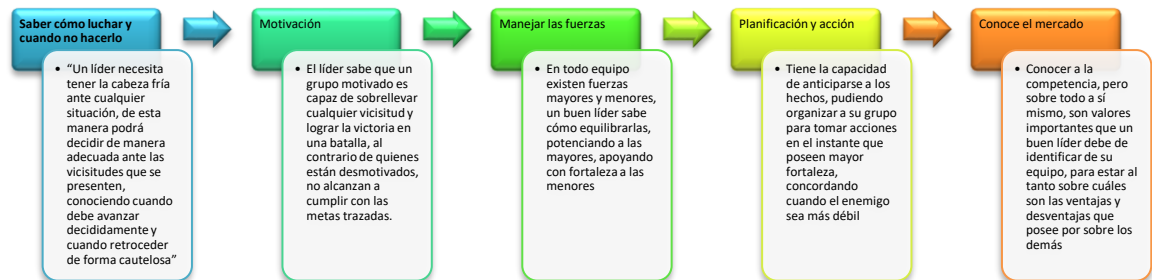 Saber cómo luchar y
cuando no hacerlo
• “Un líder necesita
tener la cabeza fría
ante cualquier
situación, de esta
manera podrá
decidir de manera
adecuada ante las
vicisitudes que se
presenten,
conociendo cuando
debe avanzar
decididamente y
cuando retroceder
de forma cautelosa”
Motivación
• El líder sabe que un
grupo motivado es
capaz de sobrellevar
cualquier vicisitud y
lograr la victoria en
una batalla, al
contrario de quienes
están desmotivados,
no alcanzan a
cumplir con las
metas trazadas.
Manejar las fuerzas
• En todo equipo
existen fuerzas
mayores y menores,
un buen líder sabe
cómo equilibrarlas,
potenciando a las
mayores, apoyando
con fortaleza a las
menores
Planificación y acción
• Tiene la capacidad
de anticiparse a los
hechos, pudiendo
organizar a su grupo
para tomar acciones
en el instante que
poseen mayor
fortaleza,
concordando
cuando el enemigo
sea más débil
Conoce el mercado
• Conocer a la
competencia, pero
sobre todo a sí
mismo, son valores
importantes que un
buen líder debe de
identificar de su
equipo, para estar al
tanto sobre cuáles
son las ventajas y
desventajas que
posee por sobre los
demás